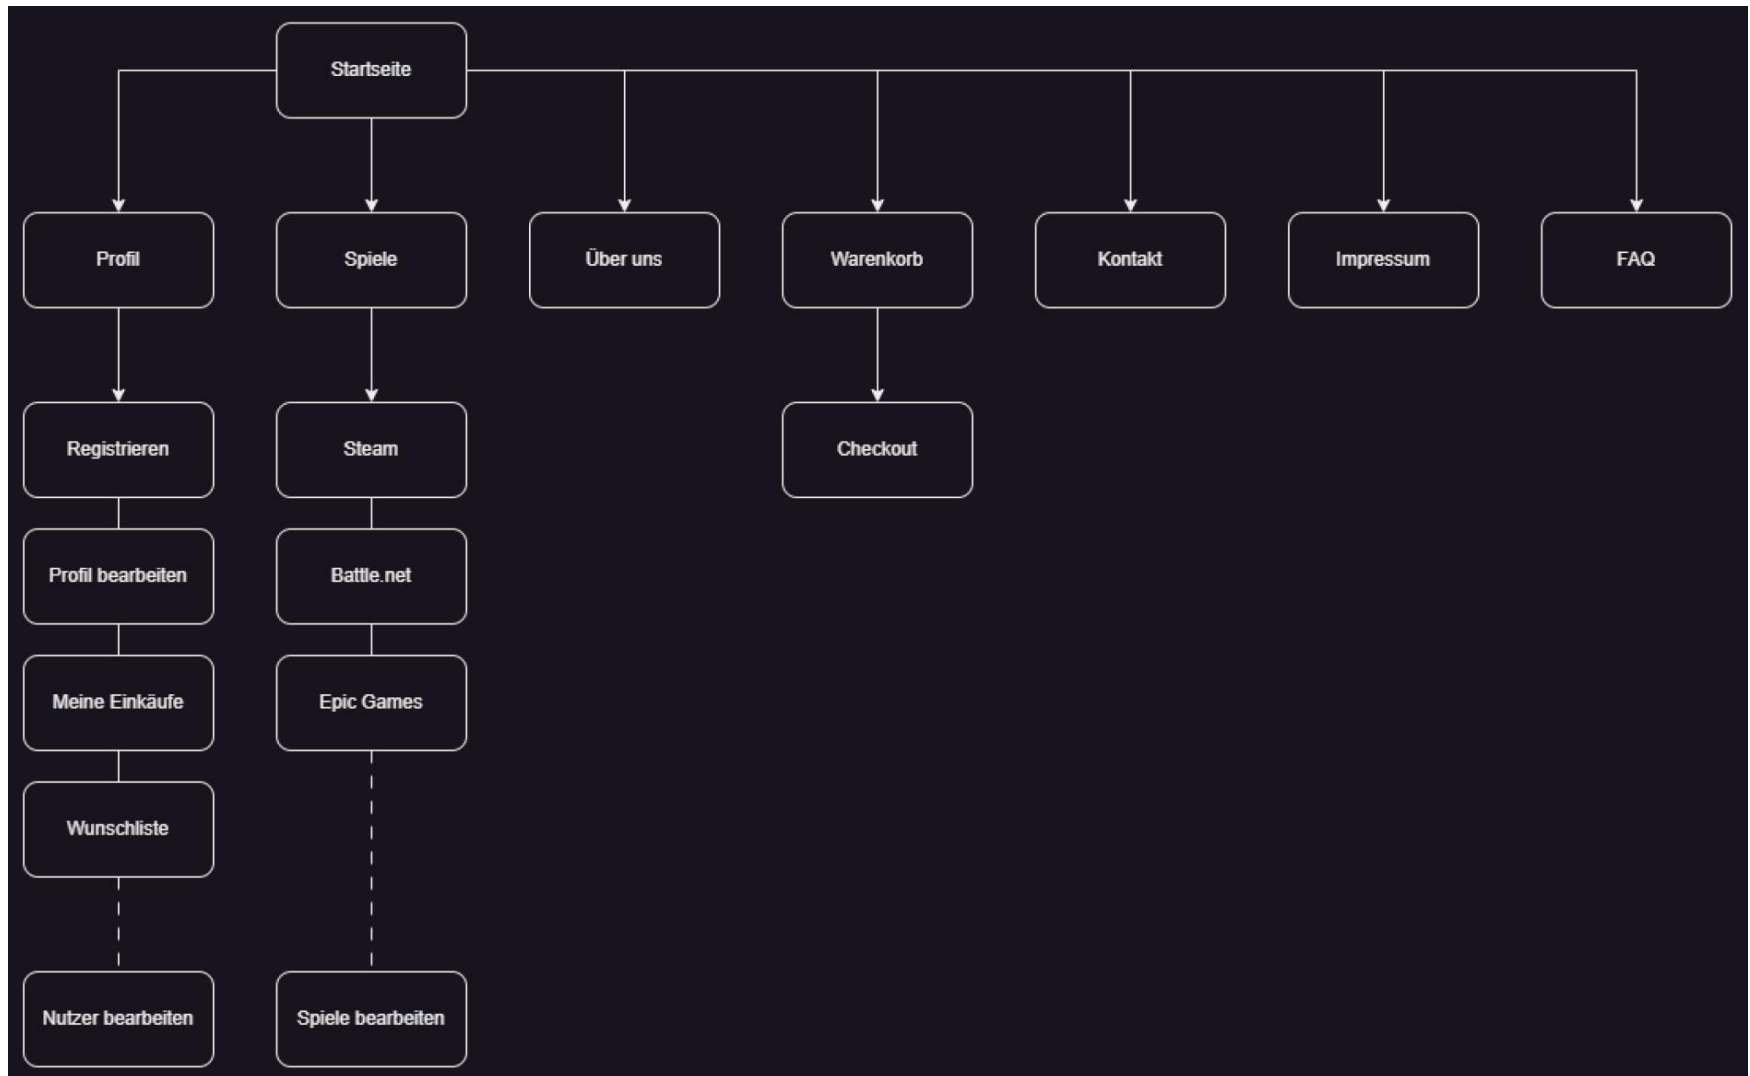 Startseite
Profil
Spiele
Über uns
Warenkorb
Kontakt
Impressum
FAQ
Registrieren
Steam
Checkout
Profil bearbeiten
Battle.net
Meine Einkäufe
Epic Games
Wunschliste
Nutzer bearbeiten
Spiele bearbeiten